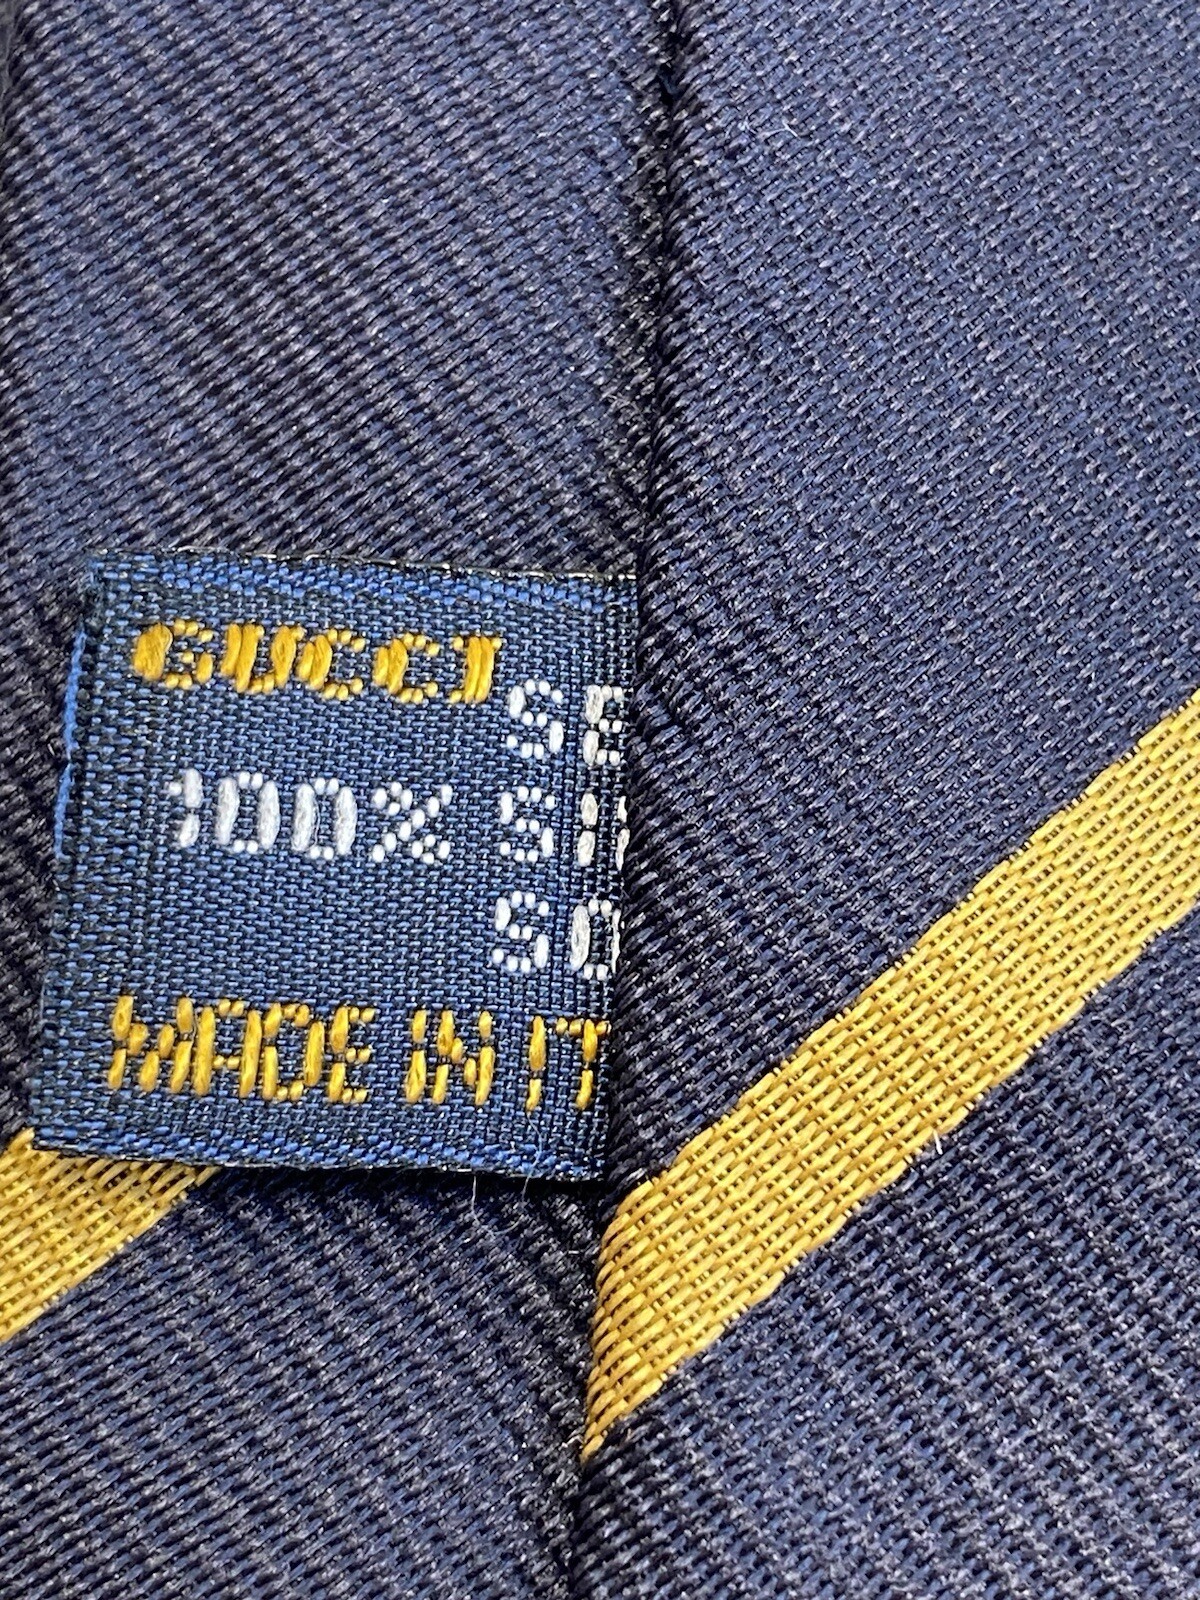 GUCCI
SE
100% SI
SO
MADE IN IT